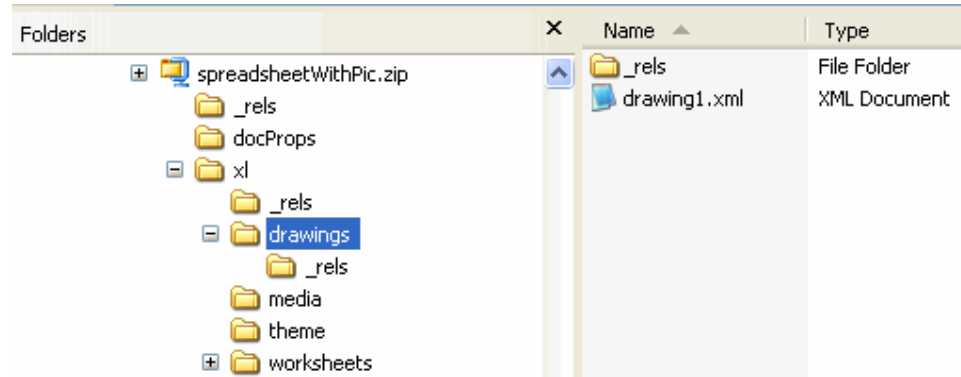 Folders
spreadsheetWithPic.zip
_rels
docProps
xl
_rels
drawings
_rels
media
theme
worksheets
Name Type
_rels File Folder
drawing1.xml XML Document